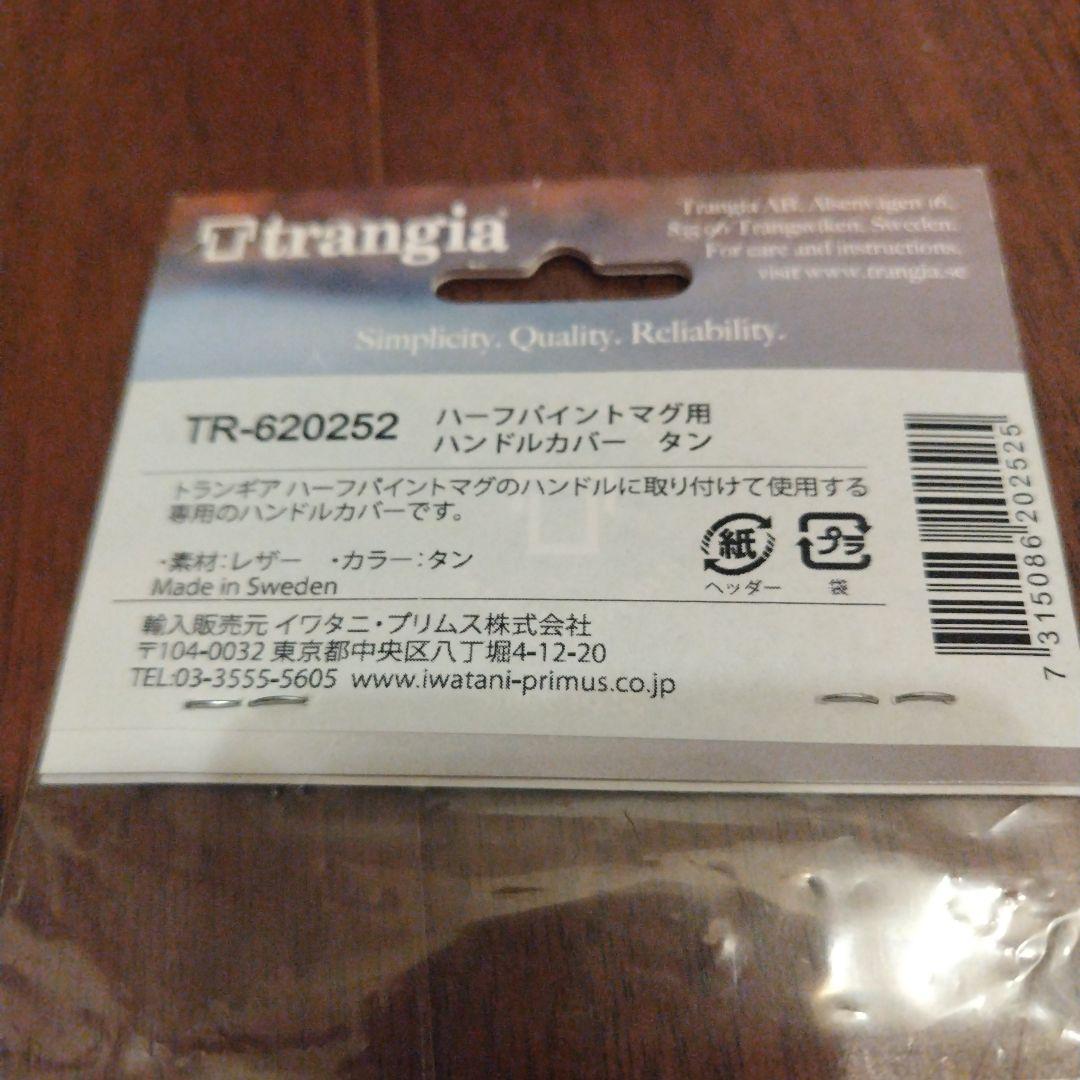 trangia
Trangia AB. Alsenvägen 16.
835 96 Trångsviken. Sweden.
For care and instructions,
visit www.trangia.se
Simplicity. Quality. Reliability.
TR-620252
ハーフパイントマグ用
ハンドルカバー　タン
トランギア ハーフパイントマグのハンドルに取り付けて使用する
専用のハンドルカバーです。
・素材：レザー　・カラー：タン
Made in Sweden
紙
ヘッダー
プラ
袋
輸入販売元 イワタニ・プリムス株式会社
〒104-0032 東京都中央区八丁堀4-12-20
TEL:03-3555-5605 www.iwatani-primus.co.jp
7 315086 202525